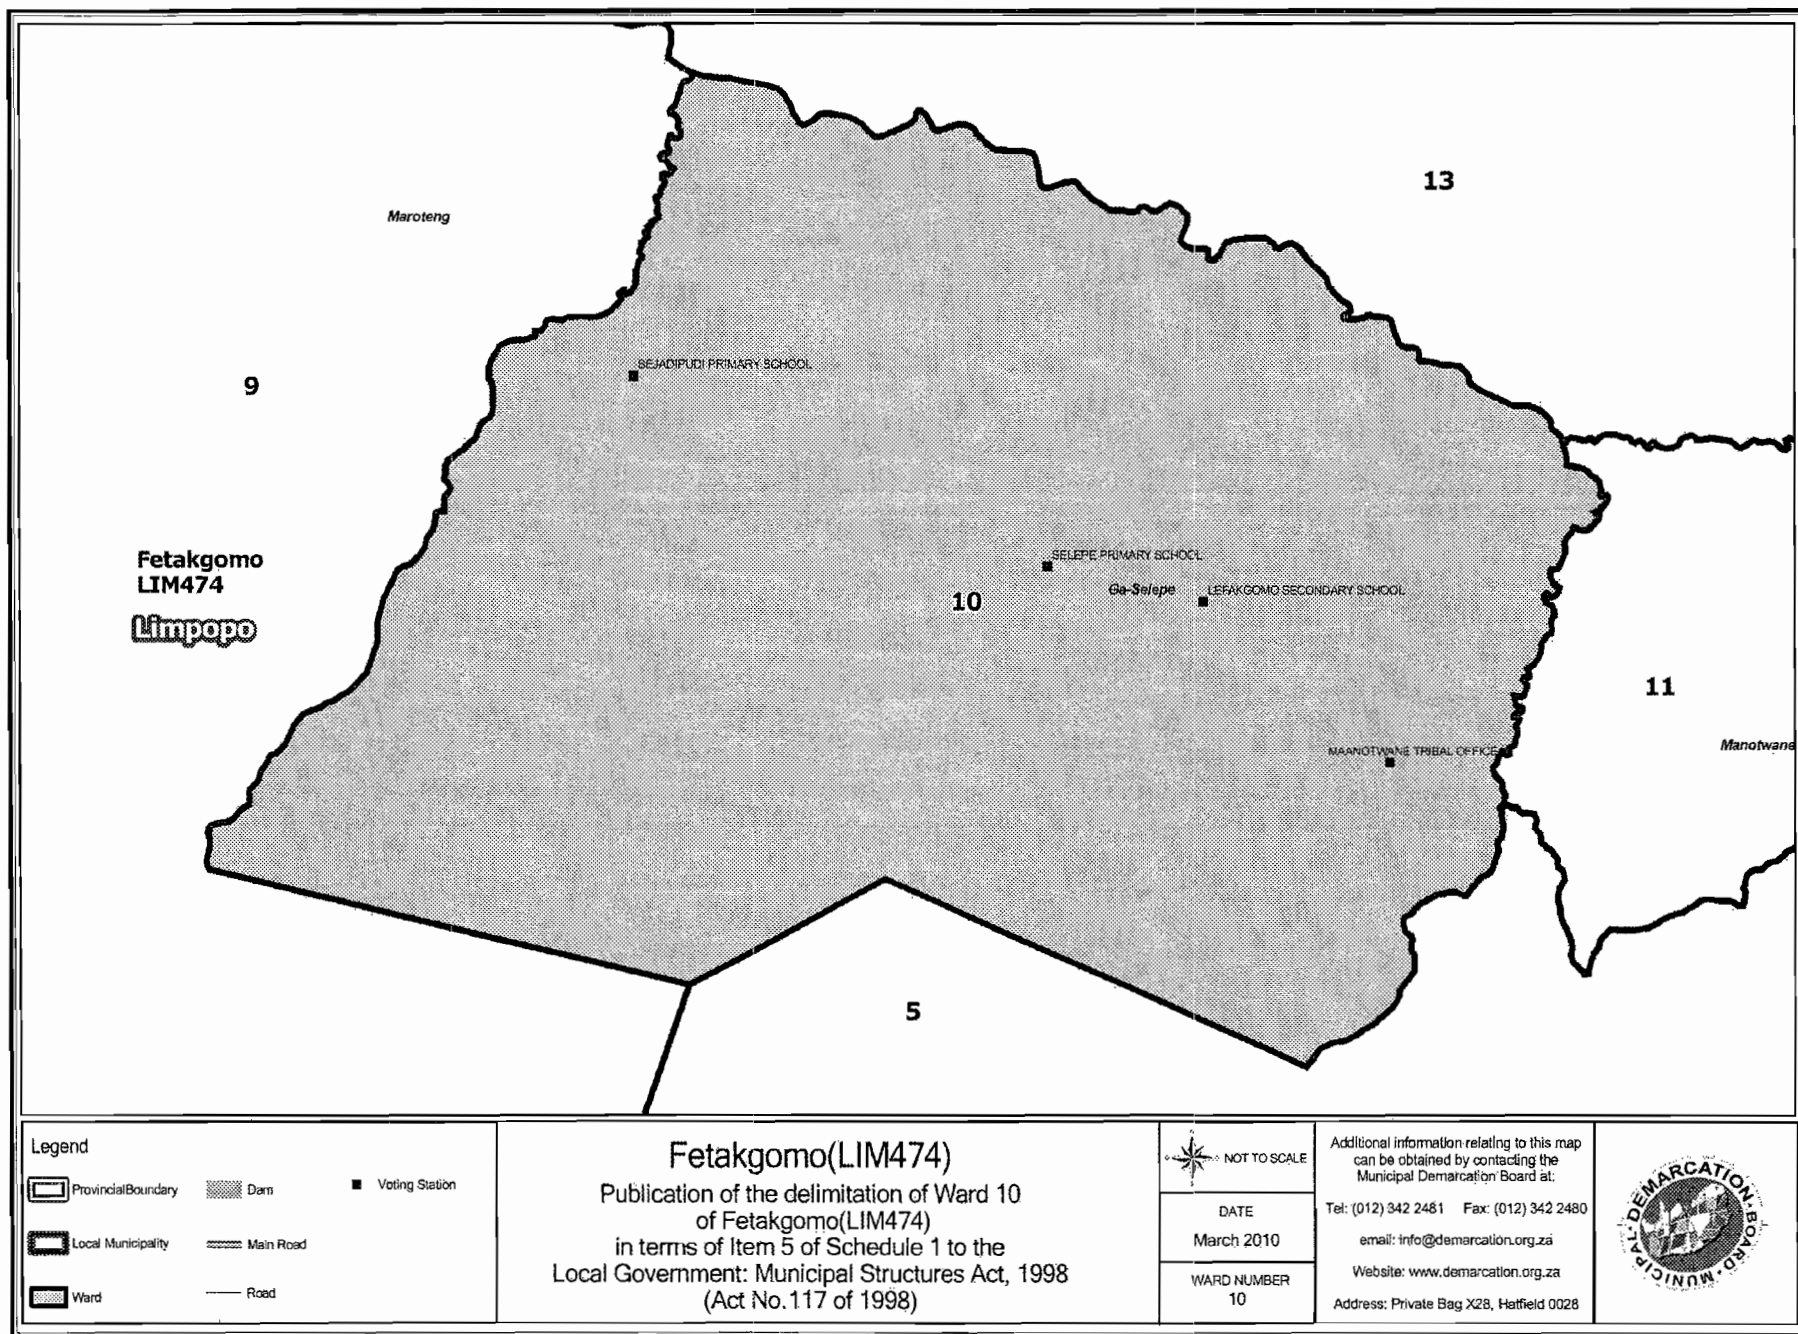 13
Maroteng
SEJADIPUDI PRIMARY SCHOOL
9
SELEPE PRIMARY SCHOOL
Fetakgomo
LIM474
Ga-Selepe
LEFAKGOMO SECONDARY SCHOOL
10
Limpopo
11
Manotwane
MAANOTWANE TRIBAL OFFICE
5
Legend
ProvincialBoundary
Dam
Voting Station
Local Municipality
Main Road
Ward
Road
Fetakgomo(LIM474)
Publication of the delimitation of Ward 10
of Fetakgomo(LIM474)
in terms of Item 5 of Schedule 1 to the
Local Government: Municipal Structures Act, 1998
(Act No.117 of 1998)
NOT TO SCALE
DATE
March 2010
WARD NUMBER
10
Additional information relating to this map
can be obtained by contacting the
Municipal Demarcation Board at:
Tel: (012) 342 2481 Fax: (012) 342 2480
email: info@demarcation.org.za
Website: www.demarcation.org.za
Address: Private Bag X28, Hatfield 0028
MUNICIPAL • DEMARCATION • BOARD •